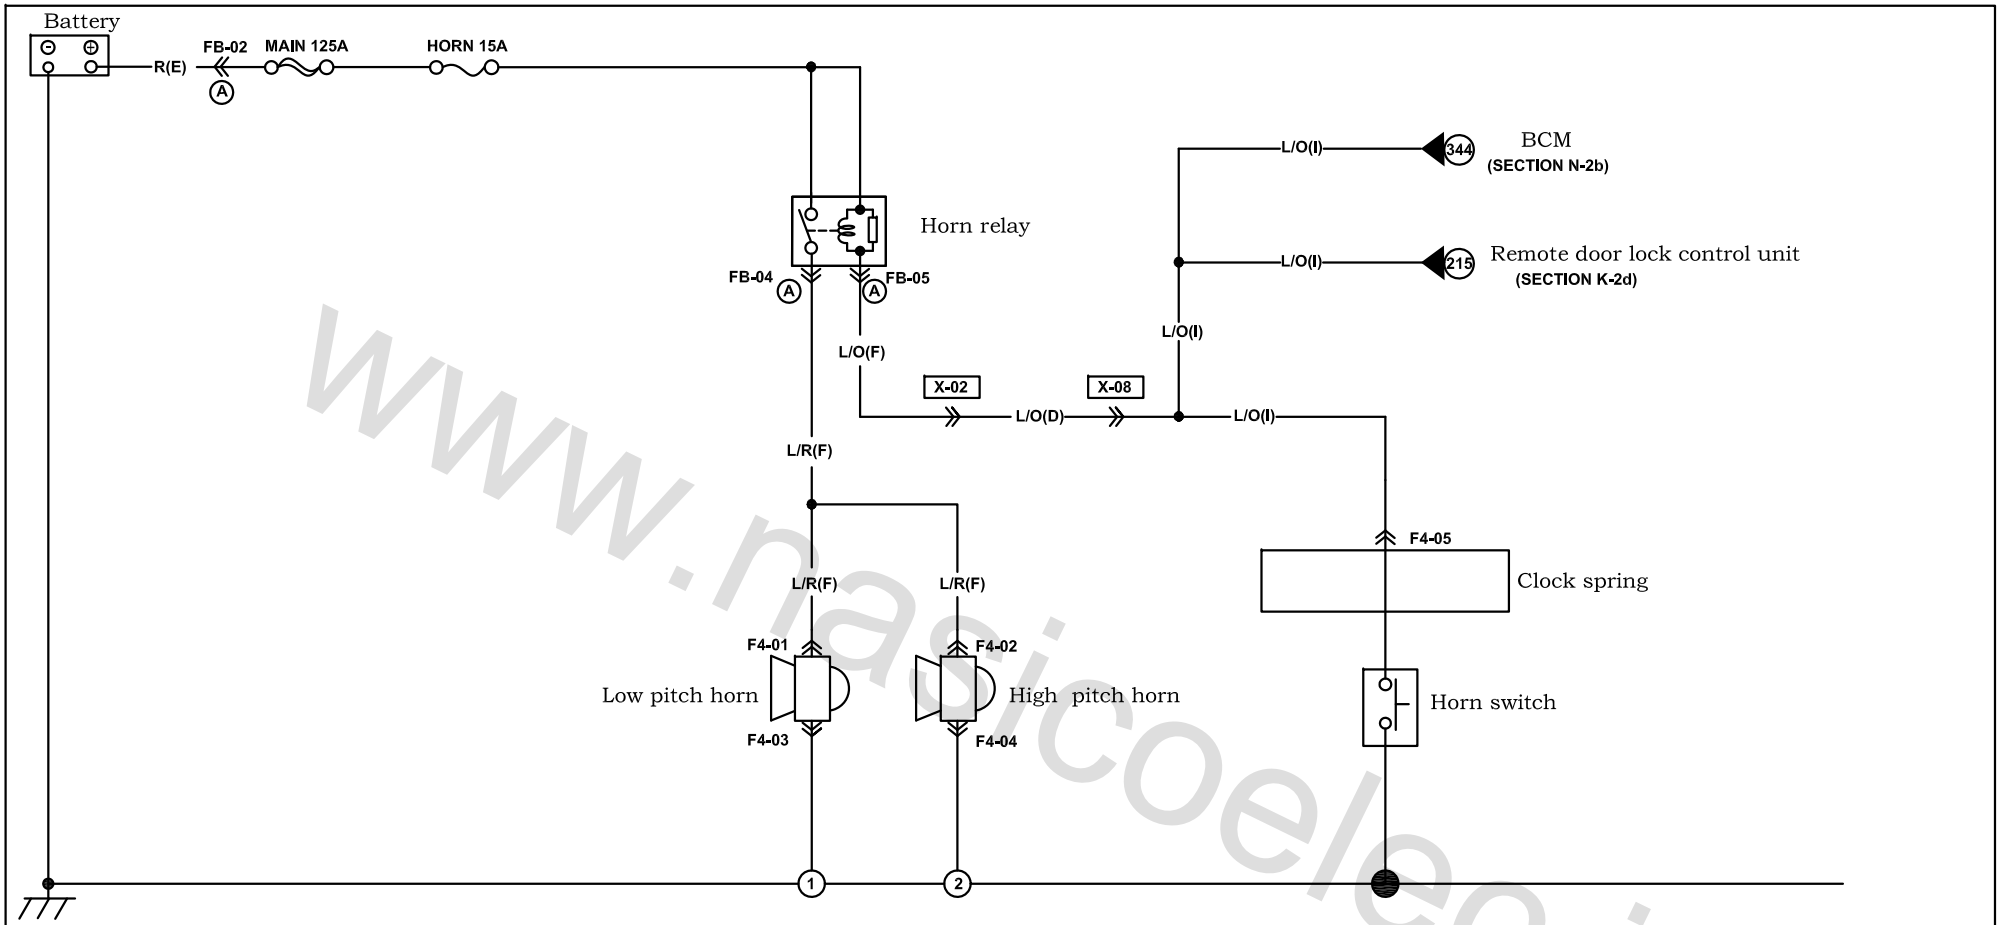 Battery
- +
R(E)
FB-02
A
MAIN 125A
HORN 15A
L/O(I)
344
BCM
(SECTION N-2b)
Horn relay
L/O(I)
215
Remote door lock control unit
(SECTION K-2d)
FB-04
A
A
FB-05
L/O(I)
L/O(F)
X-02
X-08
L/O(D)
L/O(I)
L/R(F)
F4-05
Clock spring
L/R(F)
L/R(F)
F4-01
F4-02
Low pitch horn
High pitch horn
Horn switch
F4-03
F4-04
1
2
www.nasicoelec.i